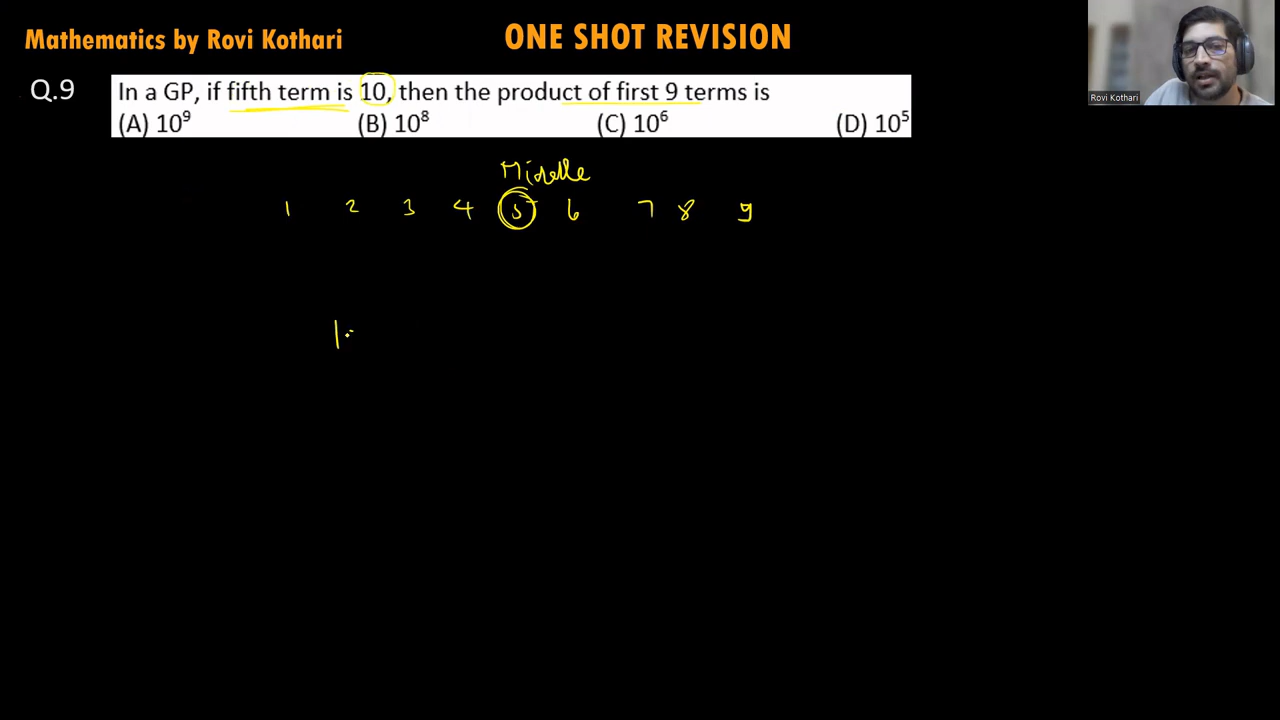 Mathematics by Rovi Kothari
ONE SHOT REVISION
Rovi Kothari
Q.9
In a GP, if fifth term is 10, then the product of first 9 terms is
(A) 10⁹ (B) 10⁸ (C) 10⁶ (D) 10⁵
Middle
1 2 3 4 5 6 7 8 9